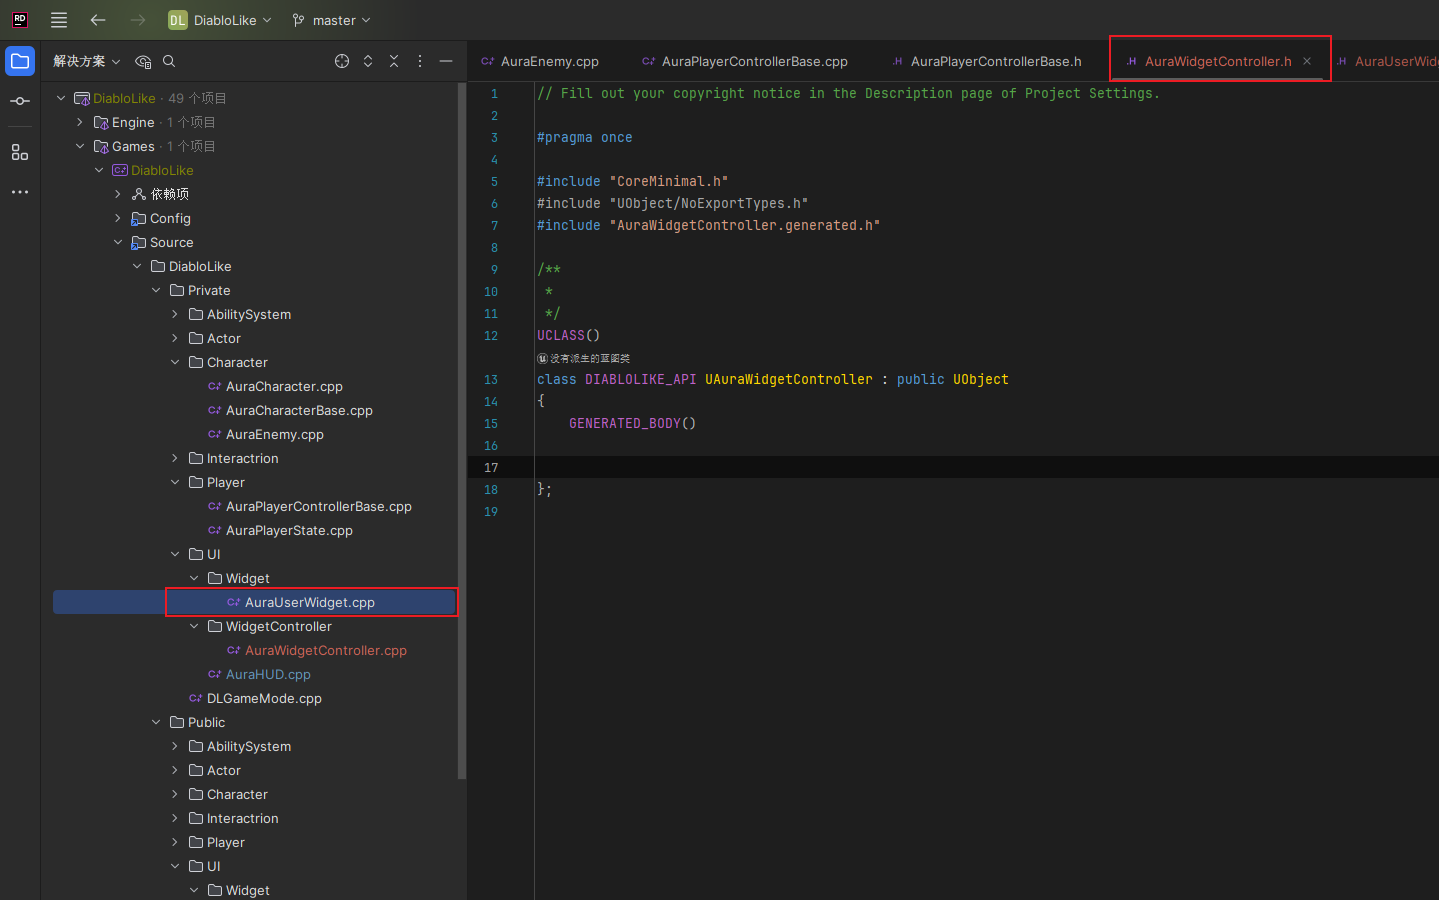 RD
DL DiabloLike master
解决方案
AuraEnemy.cpp AuraPlayerControllerBase.cpp .H AuraPlayerControllerBase.h .H AuraWidgetController.h × .H AuraUserWid
DiabloLike · 49 个项目
Engine · 1 个项目
Games · 1 个项目
DiabloLike
依赖项
Config
Source
DiabloLike
Private
AbilitySystem
Actor
Character
AuraCharacter.cpp
AuraCharacterBase.cpp
AuraEnemy.cpp
Interactrion
Player
AuraPlayerControllerBase.cpp
AuraPlayerState.cpp
UI
Widget
AuraUserWidget.cpp
WidgetController
AuraWidgetController.cpp
AuraHUD.cpp
DLGameMode.cpp
Public
AbilitySystem
Actor
Character
Interactrion
Player
UI
Widget
1 // Fill out your copyright notice in the Description page of Project Settings.
2
3 #pragma once
4
5 #include "CoreMinimal.h"
6 #include "UObject/NoExportTypes.h"
7 #include "AuraWidgetController.generated.h"
8
9 /**
10 *
11 */
12 UCLASS()
没有派生的蓝图类
13 class DIABLOLIKE_API UAuraWidgetController : public UObject
14 {
15 GENERATED_BODY()
16
17
18 };
19